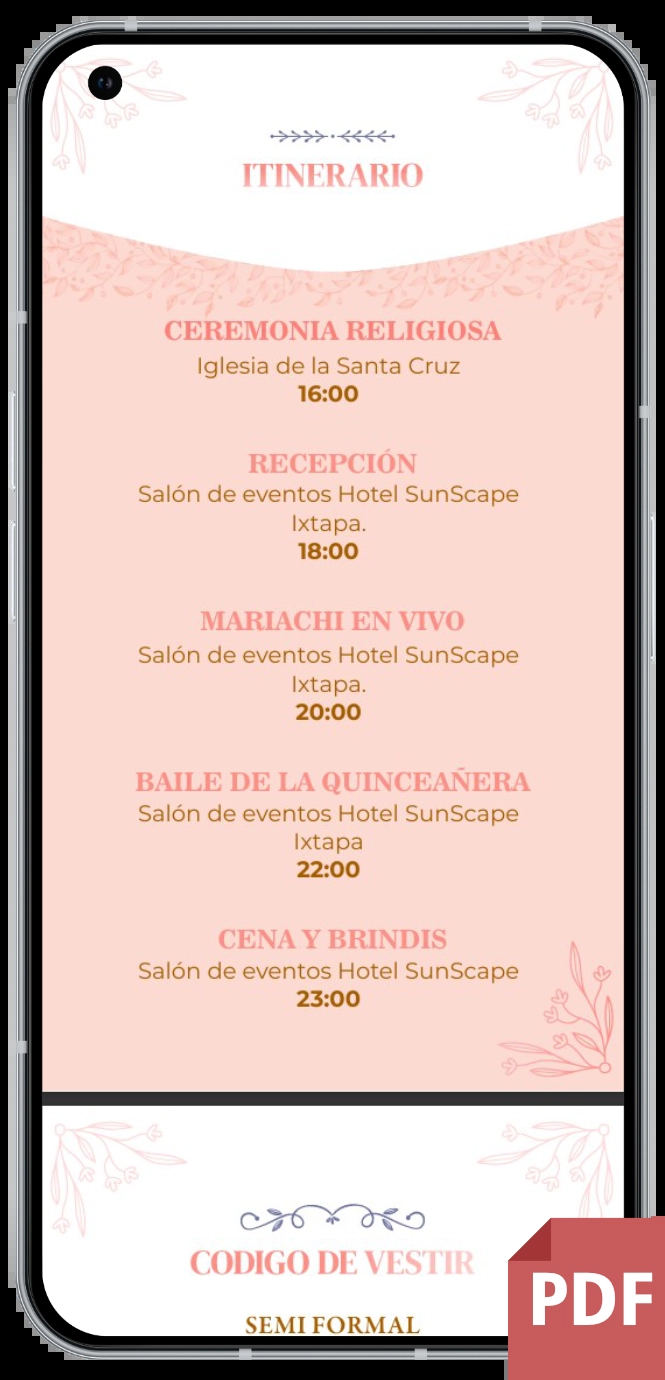 ITINERARIO
CEREMONIA RELIGIOSA
Iglesia de la Santa Cruz
16:00
RECEPCIÓN
Salón de eventos Hotel SunScape
Ixtapa.
18:00
MARIACHI EN VIVO
Salón de eventos Hotel SunScape
Ixtapa.
20:00
BAILE DE LA QUINCEAÑERA
Salón de eventos Hotel SunScape
Ixtapa
22:00
CENA Y BRINDIS
Salón de eventos Hotel SunScape
23:00
CODIGO DE VESTIR
SEMI FORMAL
PDF